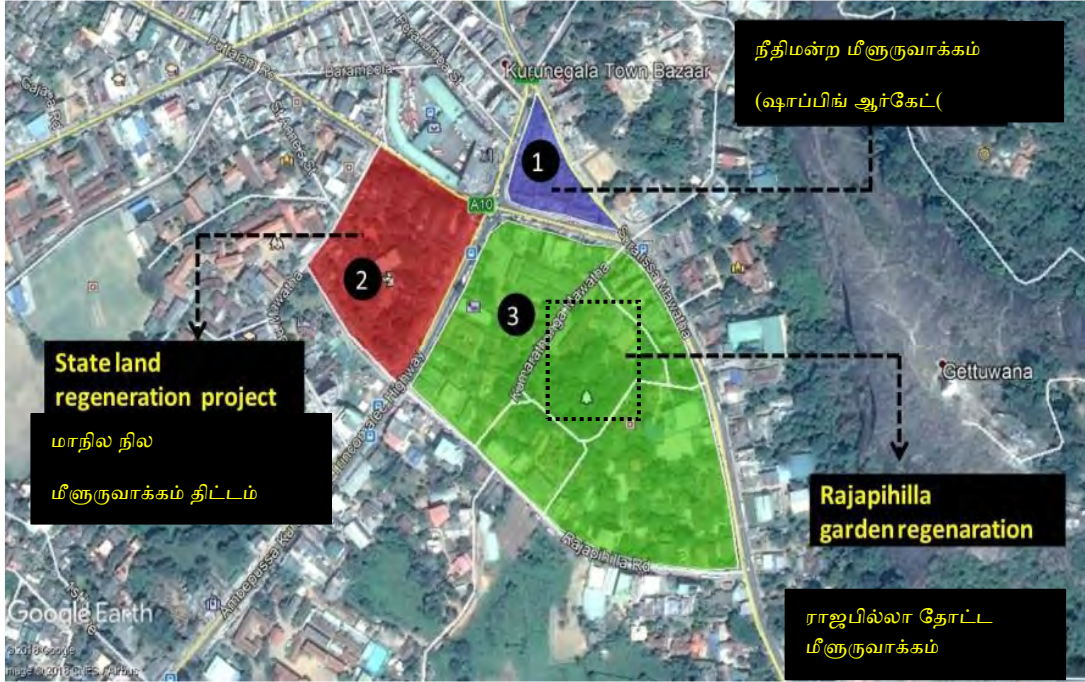 நீதிமன்ற மீளுருவாக்கம்
(ஷாப்பிங் ஆர்கேட்(
Kurunegala Town Bazaar
Puttalam Rd
Barampola
1
A10
2
3
State land
regeneration project
மாநில நில
மீளுருவாக்கம் திட்டம்
Gettuwana
Rajapihilla
garden regenaration
Rajapihilla Rd
ராஜபில்லா தோட்ட
மீளுருவாக்கம்
Google Earth